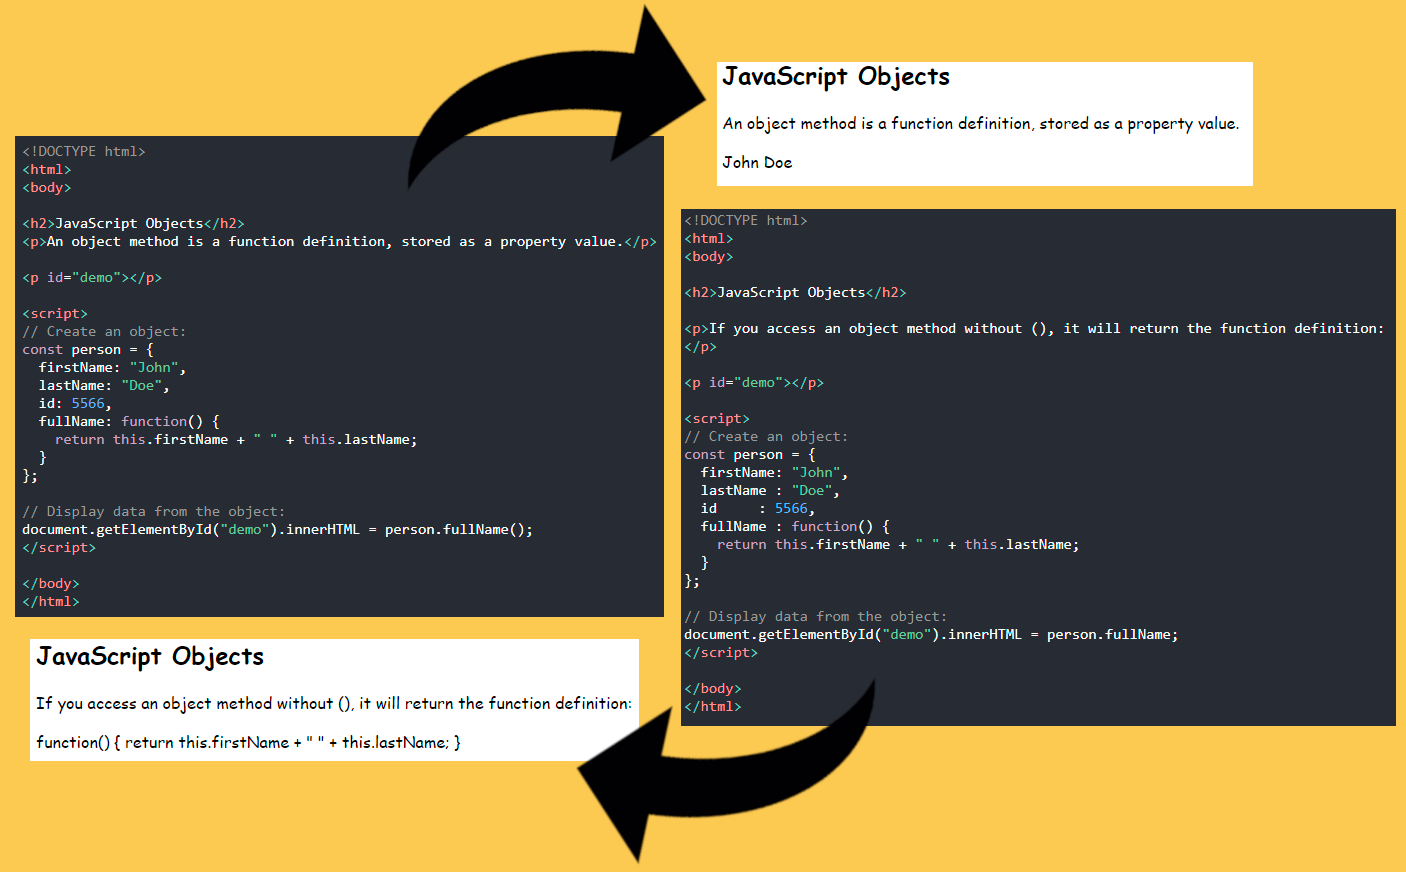 <!DOCTYPE html>
<html>
<body>
<h2>JavaScript Objects</h2>
<p>An object method is a function definition, stored as a property value.</p>
<p id="demo"></p>
<script>
// Create an object:
const person = {
  firstName: "John",
  lastName: "Doe",
  id: 5566,
  fullName: function() {
    return this.firstName + " " + this.lastName;
  }
};
// Display data from the object:
document.getElementById("demo").innerHTML = person.fullName();
</script>
</body>
</html>
JavaScript Objects
An object method is a function definition, stored as a property value.
John Doe
<!DOCTYPE html>
<html>
<body>
<h2>JavaScript Objects</h2>
<p>If you access an object method without (), it will return the function definition:
</p>
<p id="demo"></p>
<script>
// Create an object:
const person = {
  firstName: "John",
  lastName : "Doe",
  id     : 5566,
  fullName : function() {
    return this.firstName + " " + this.lastName;
  }
};
// Display data from the object:
document.getElementById("demo").innerHTML = person.fullName;
</script>
</body>
</html>
JavaScript Objects
If you access an object method without (), it will return the function definition:
function() { return this.firstName + " " + this.lastName; }